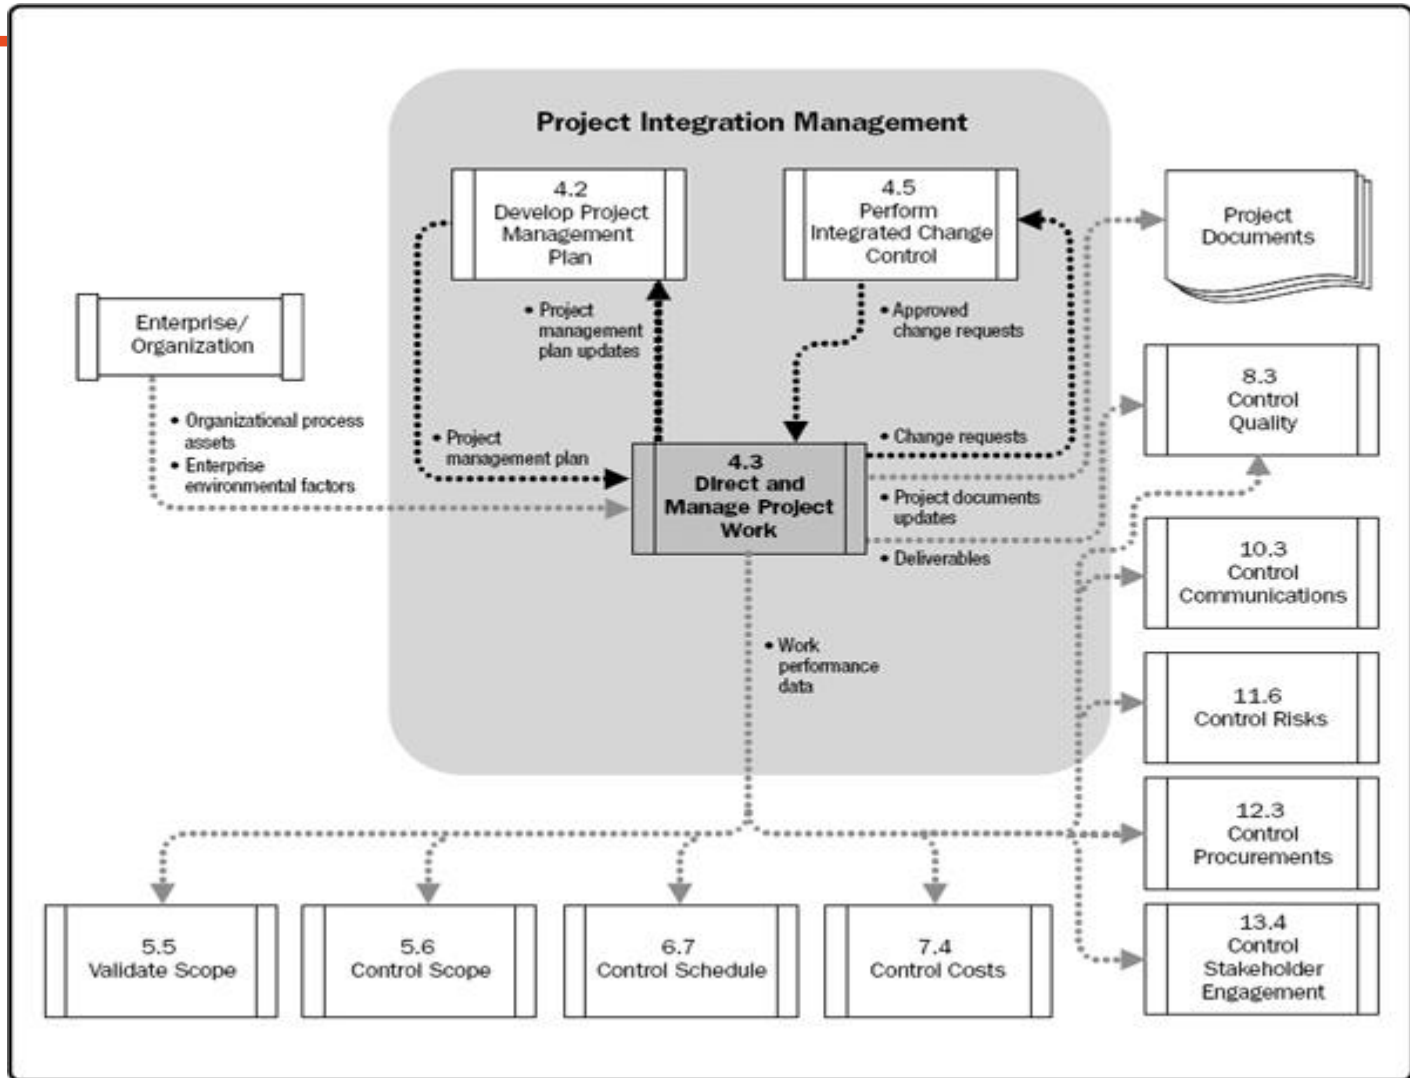 Project Integration Management
4.2
Develop Project
Management
Plan
4.5
Perform
Integrated Change
Control
Project
Documents
Enterprise/
Organization
• Project
management
plan updates
• Approved
change requests
8.3
Control
Quality
• Organizational process
assets
• Enterprise
environmental factors
• Project
management plan
• Change requests
4.3
Direct and
Manage Project
Work
• Project documents
updates
• Deliverables
10.3
Control
Communications
• Work
performance
data
11.6
Control Risks
12.3
Control
Procurements
5.5
Validate Scope
5.6
Control Scope
6.7
Control Schedule
7.4
Control Costs
13.4
Control
Stakeholder
Engagement